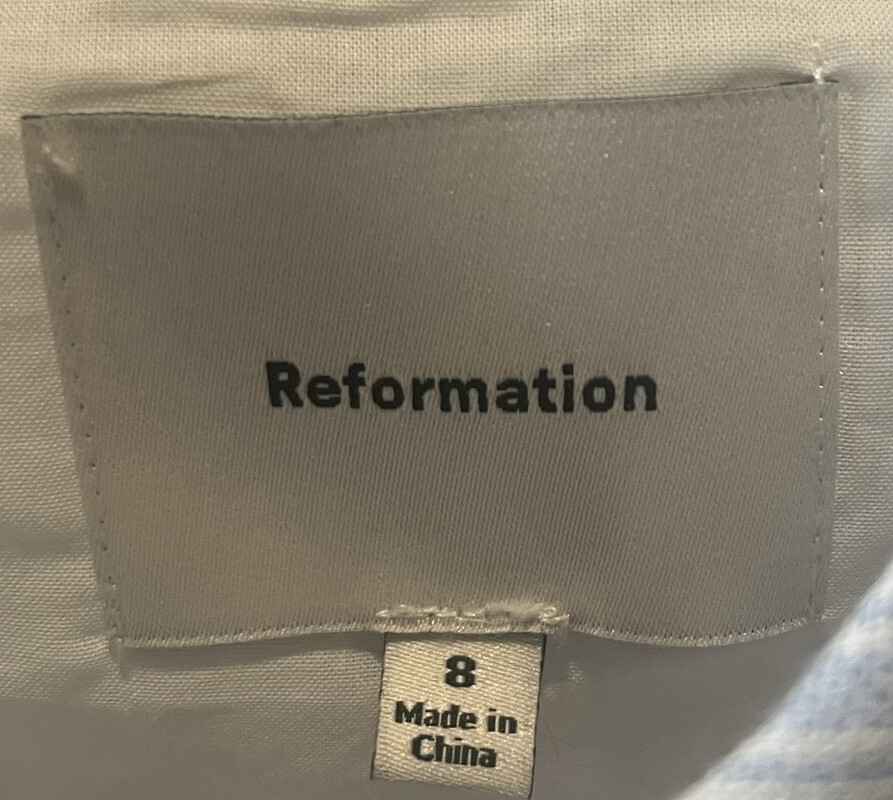 Reformation
8
Made in
China